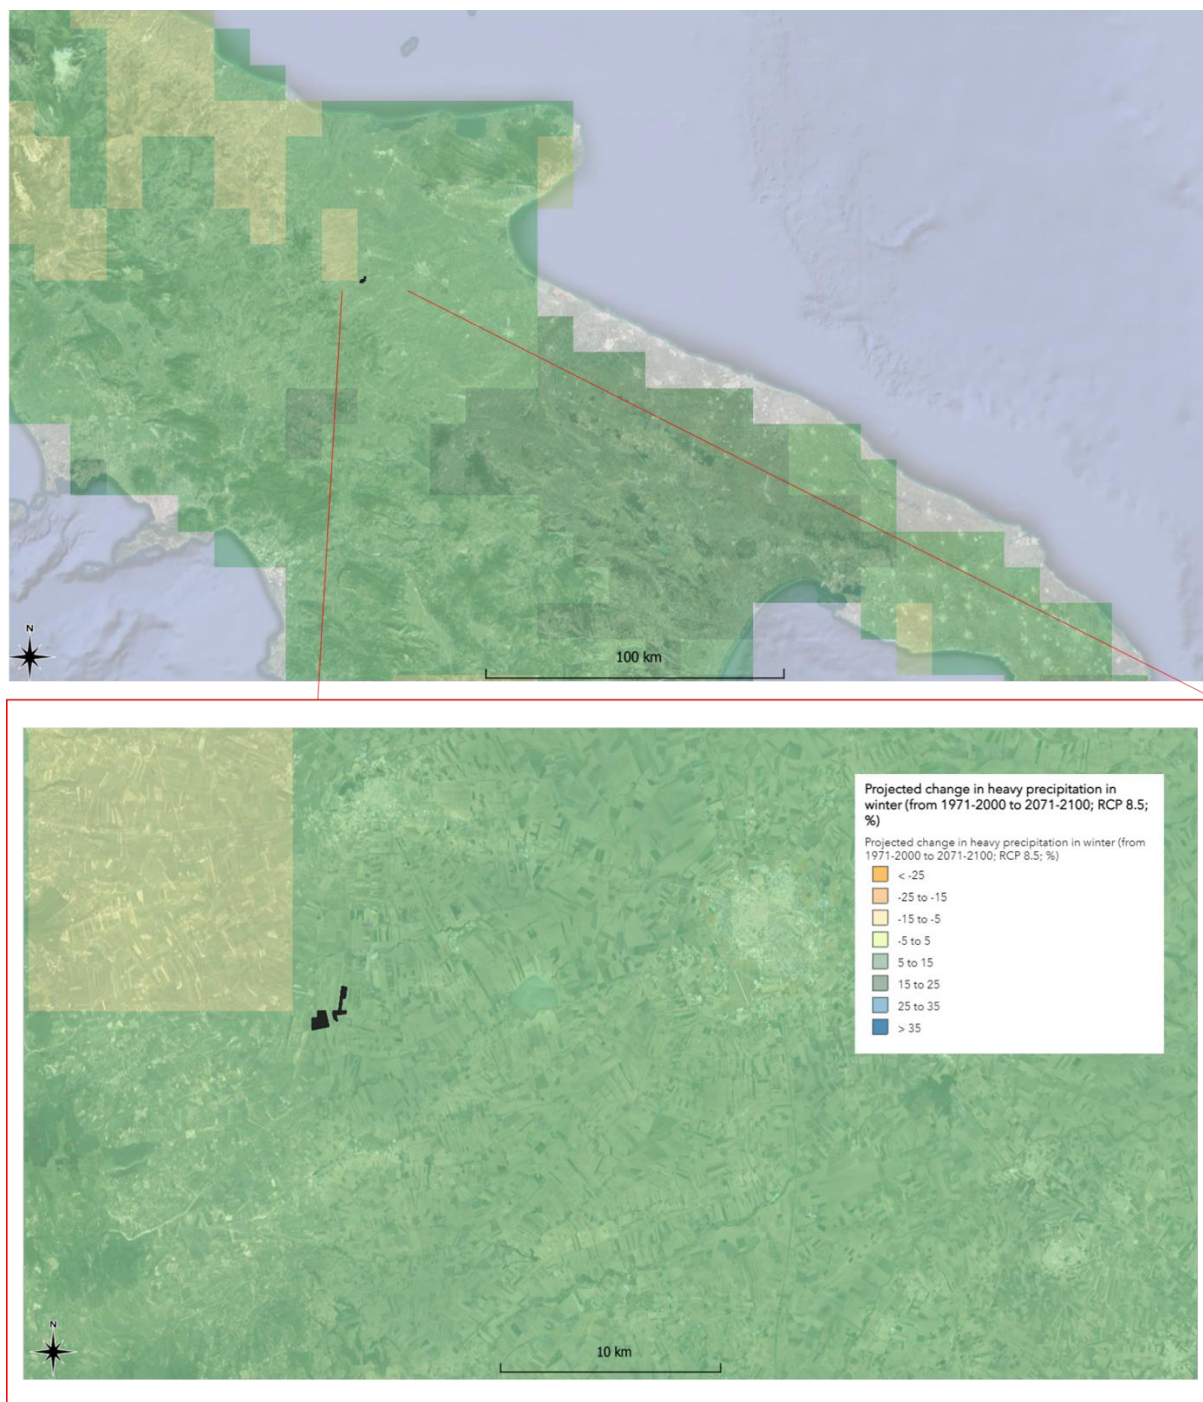 N
100 km
Projected change in heavy precipitation in
winter (from 1971-2000 to 2071-2100; RCP 8.5;
%)
Projected change in heavy precipitation in winter (from
1971-2000 to 2071-2100; RCP 8.5; %)
< -25
-25 to -15
-15 to -5
-5 to 5
5 to 15
15 to 25
25 to 35
> 35
N
10 km